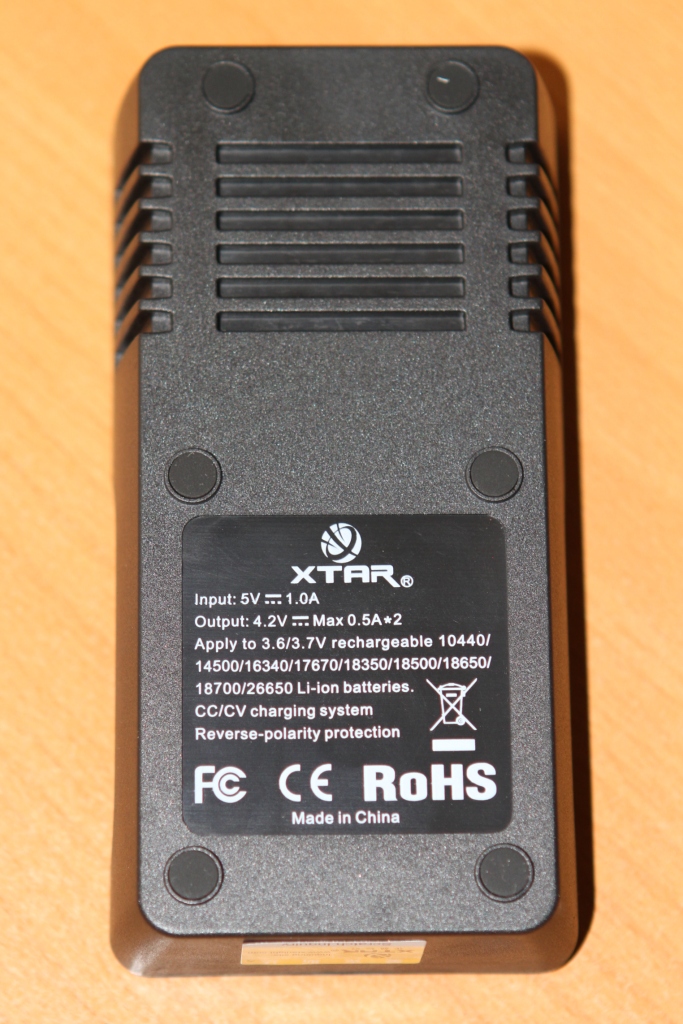 XTAR®
Input: 5V ⎓ 1.0A
Output: 4.2V ⎓ Max 0.5A*2
Apply to 3.6/3.7V rechargeable 10440/
14500/16340/17670/18350/18500/18650/
18700/26650 Li-ion batteries.
CC/CV charging system
Reverse-polarity protection
FC CE RoHS
Made in China